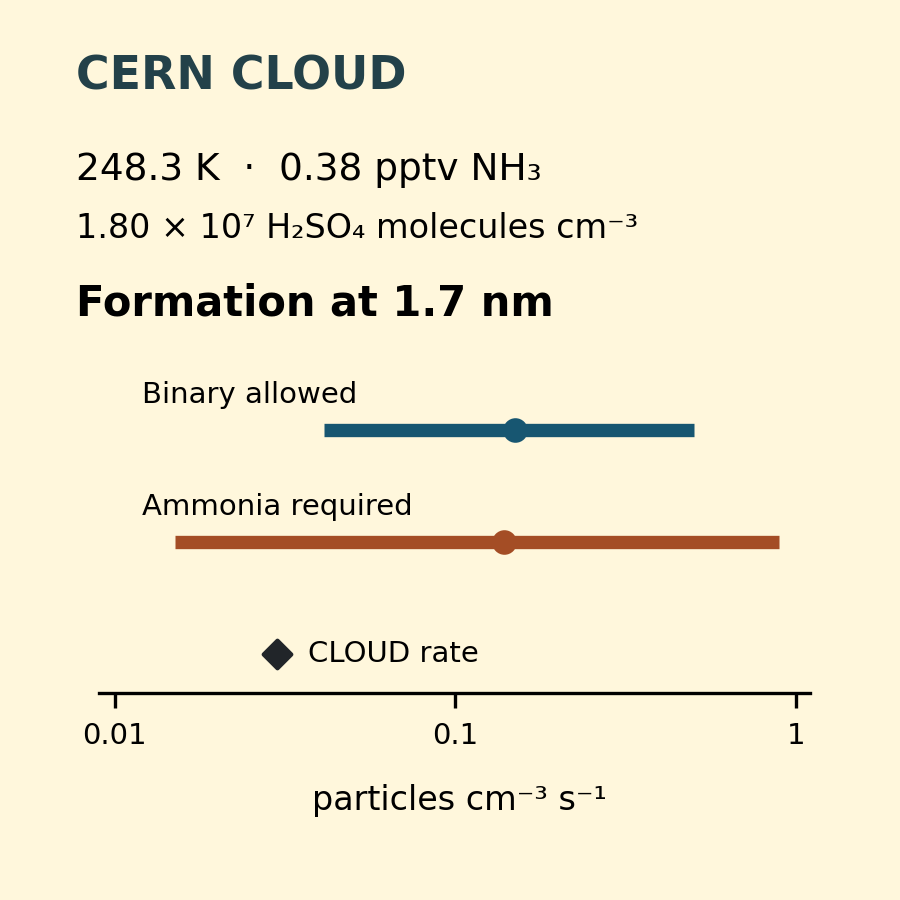 CERN CLOUD
248.3 K · 0.38 pptv NH₃
1.80 × 10⁷ H₂SO₄ molecules cm⁻³
Formation at 1.7 nm
Binary allowed
Ammonia required
CLOUD rate
0.01 0.1 1
particles cm⁻³ s⁻¹